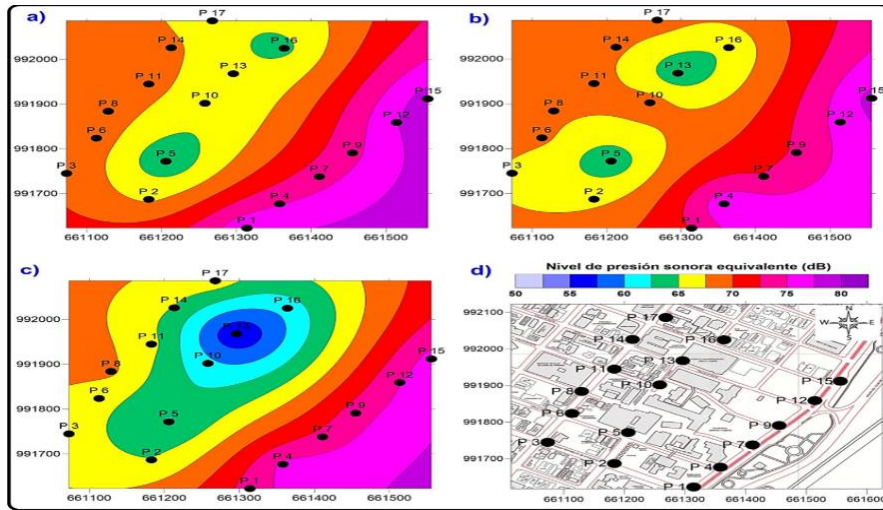 a)
P 17
P 14
P 16
992000
P 13
P 11
P 10
991900
P 15
P 8
P 12
P 6
991800
P 5
P 9
P 3
P 7
991700
P 2
P 4
P 1
661100 661200 661300 661400 661500
b)
P 17
P 14
P 16
992000
P 13
P 11
P 10
991900
P 15
P 8
P 12
P 6
991800
P 5
P 9
P 3
P 7
991700
P 2
P 4
P 1
661100 661200 661300 661400 661500
c)
P 17
P 14
P 16
992000
P 13
P 11
P 10
P 15
991900
P 8
P 12
P 6
991800
P 5
P 9
P 3
P 7
991700
P 2
P 4
P 1
661100 661200 661300 661400 661500
d)
Nivel de presión sonora equivalente (dB)
50 55 60 65 70 75 80
992100
P 17
N
W E
S
992000
P 14
P 16
P 13
P 11
P 15
991900
P 10
P 8
P 12
P 6
991800
P 5
P 9
P 3
P 7
991700
P 2
P 4
P 1
661100 661200 661300 661400 661500 661600